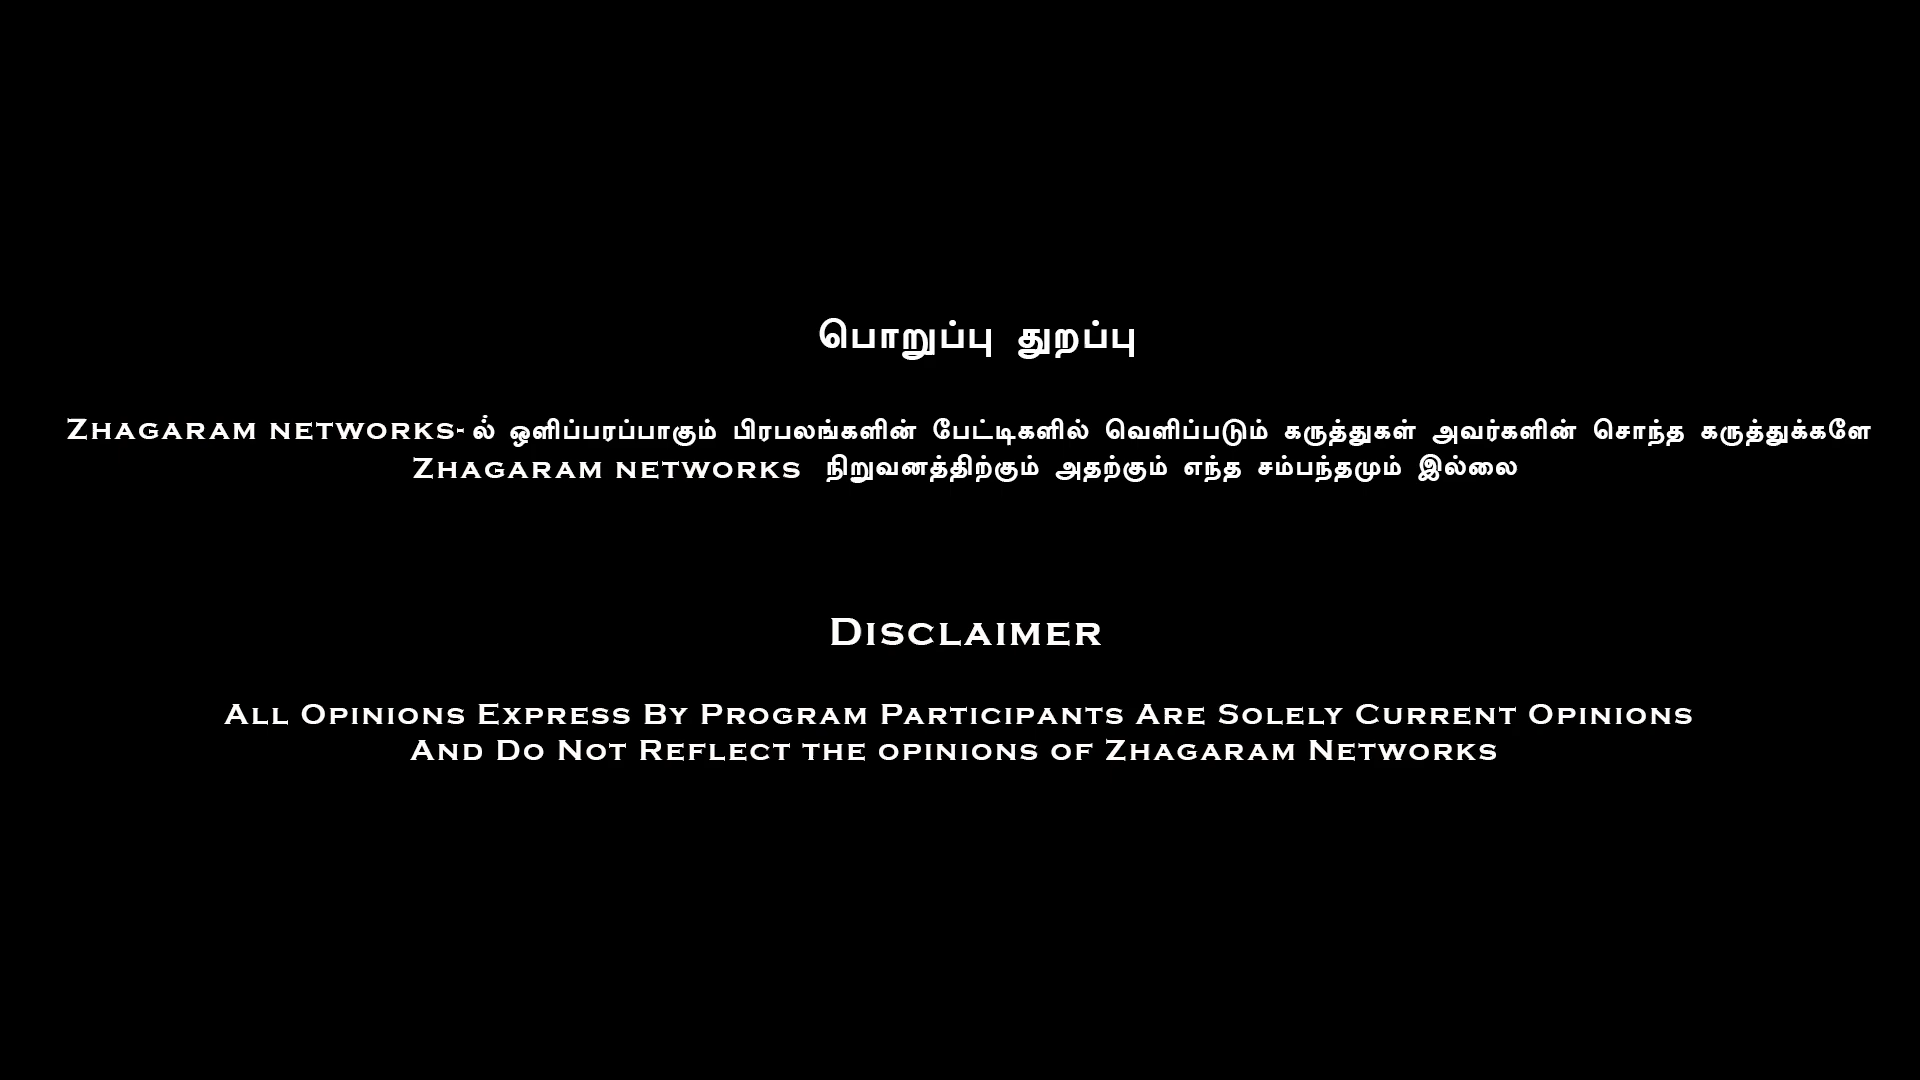 பொறுப்பு துறப்பு
Zhagaram networks-ல் ஒளிப்பரப்பாகும் பிரபலங்களின் பேட்டிகளில் வெளிப்படும் கருத்துகள் அவர்களின் சொந்த கருத்துக்களே
Zhagaram networks நிறுவனத்திற்கும் அதற்கும் எந்த சம்பந்தமும் இல்லை
Disclaimer
All Opinions Express By Program Participants Are Solely Current Opinions
And Do Not Reflect the opinions of Zhagaram Networks